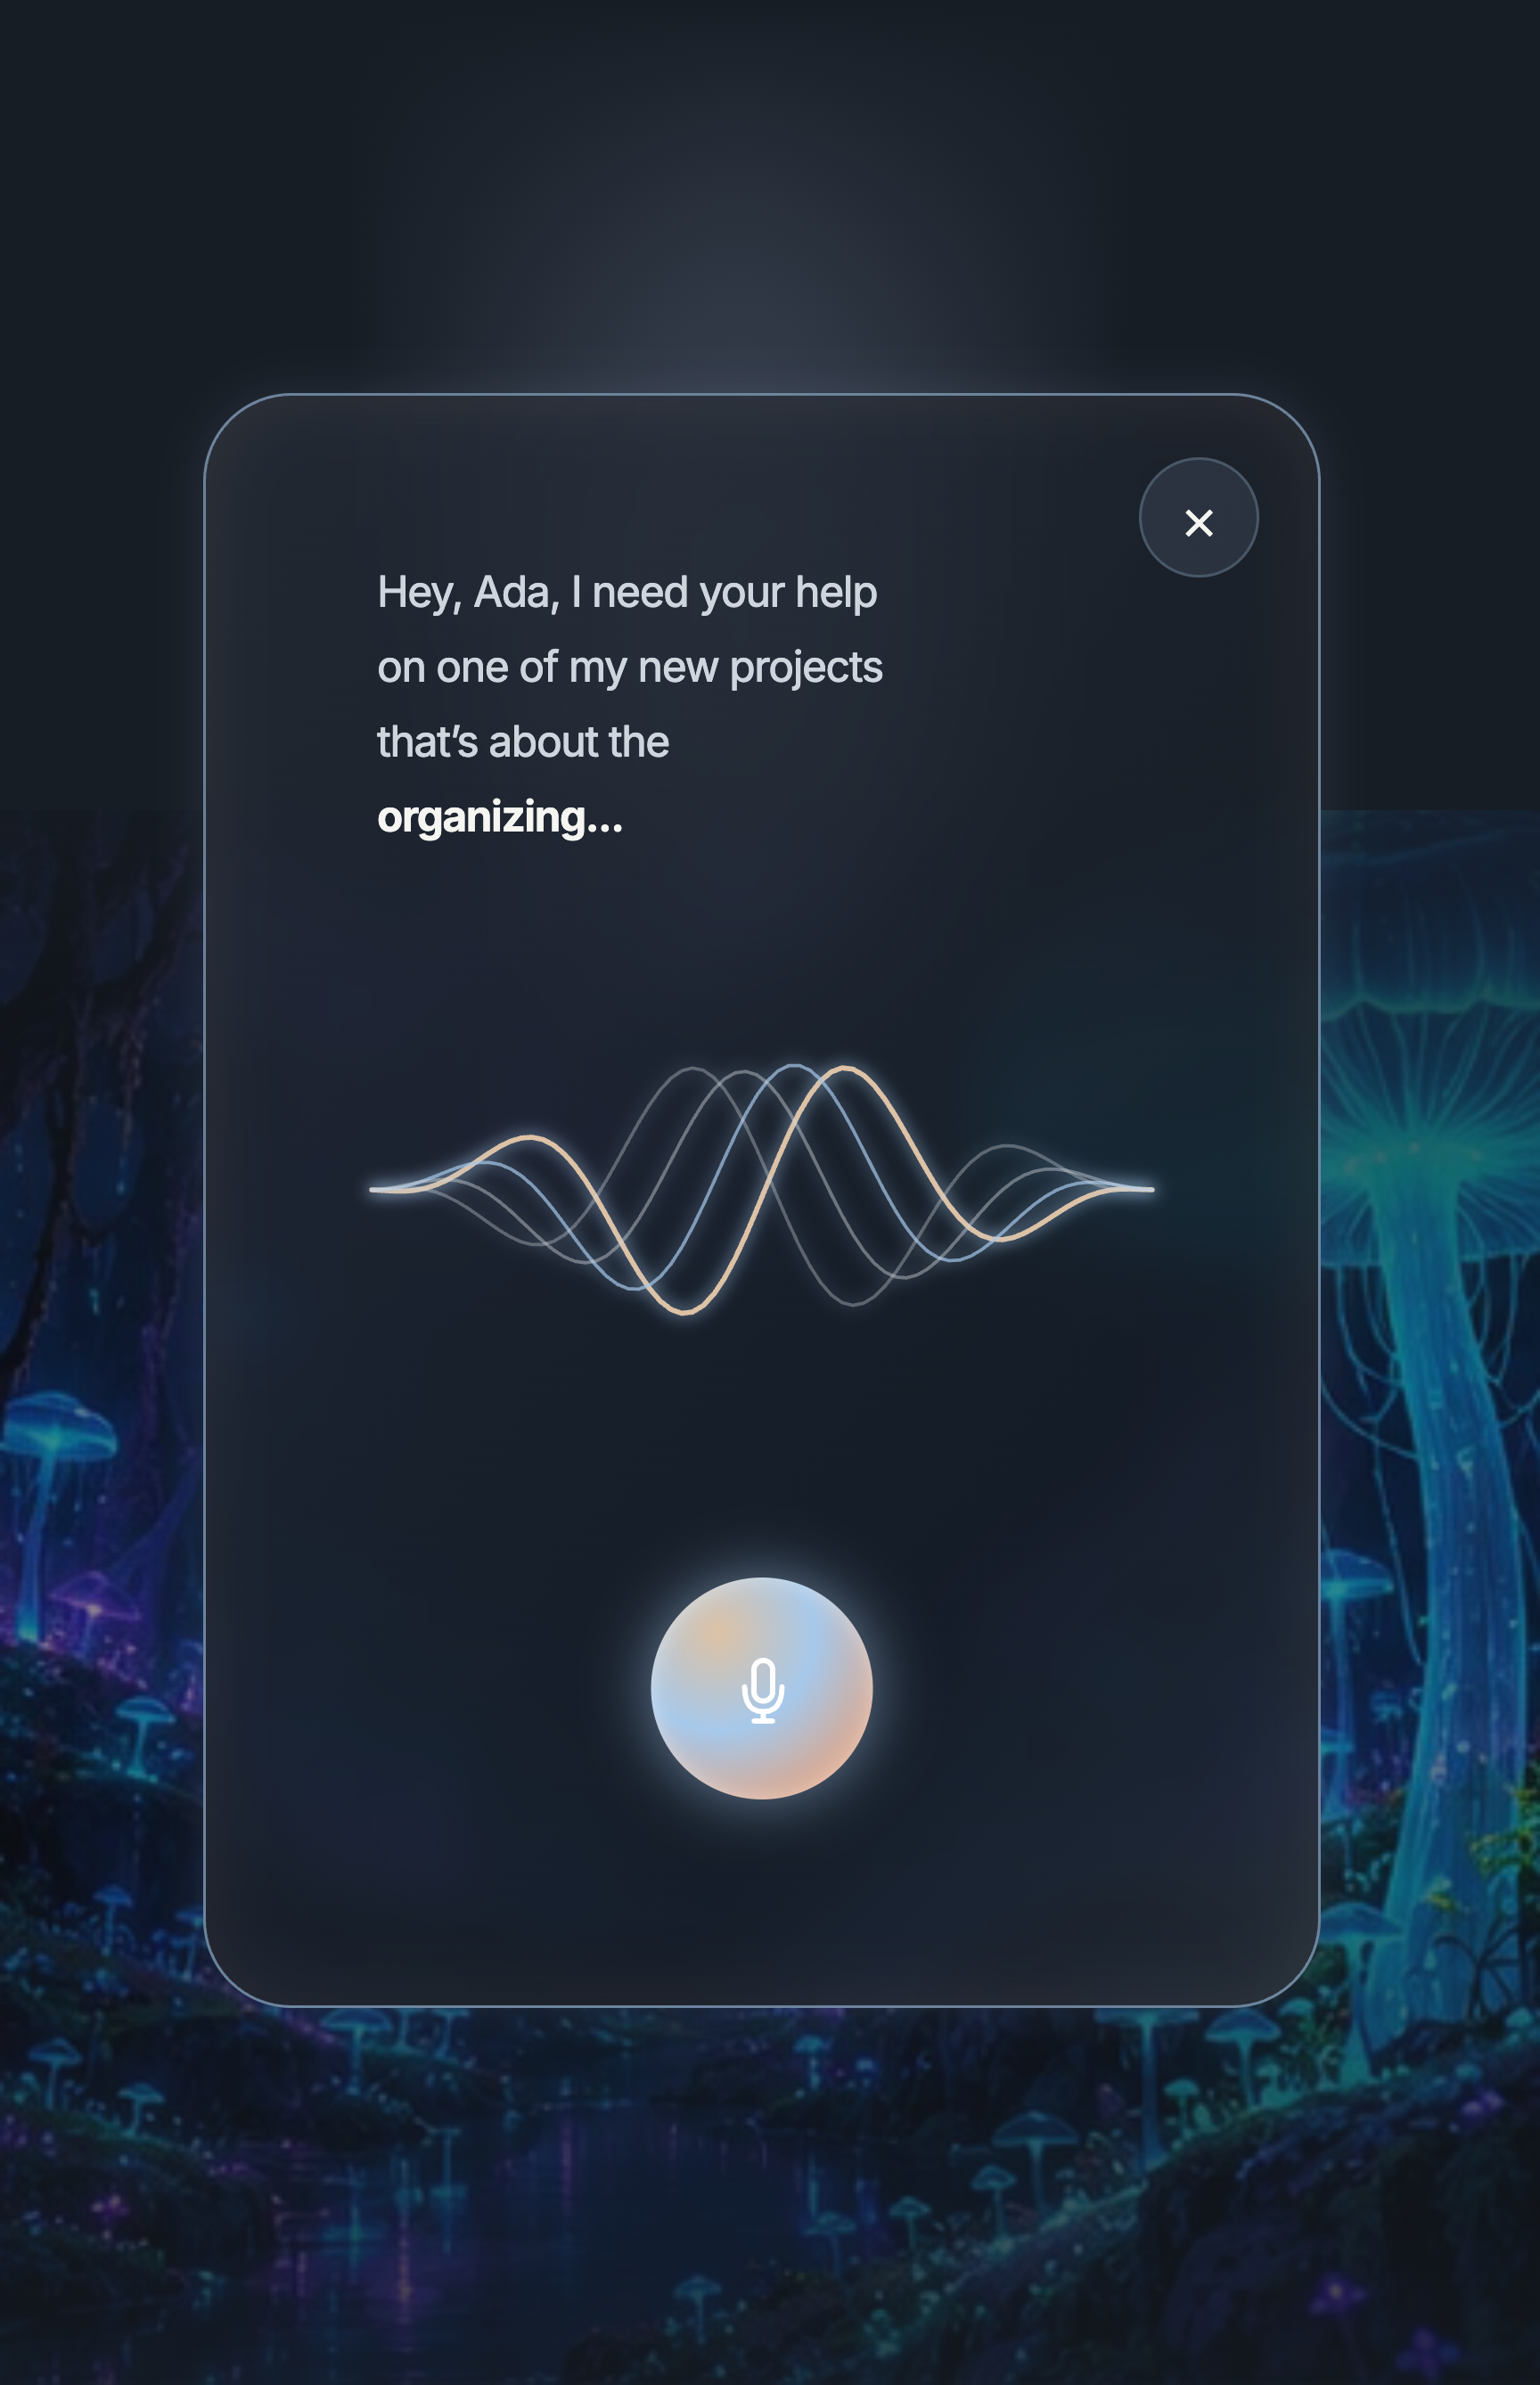 Hey, Ada, I need your help
on one of my new projects
that’s about the
organizing...